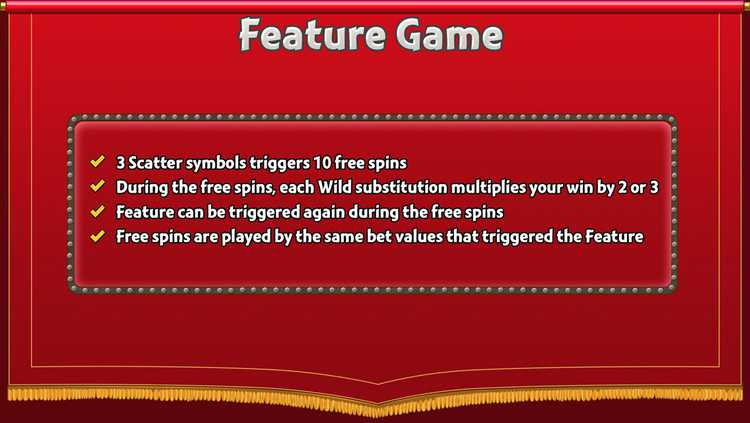 Feature Game
3 Scatter symbols triggers 10 free spins
During the free spins, each Wild substitution multiplies your win by 2 or 3
Feature can be triggered again during the free spins
Free spins are played by the same bet values that triggered the Feature